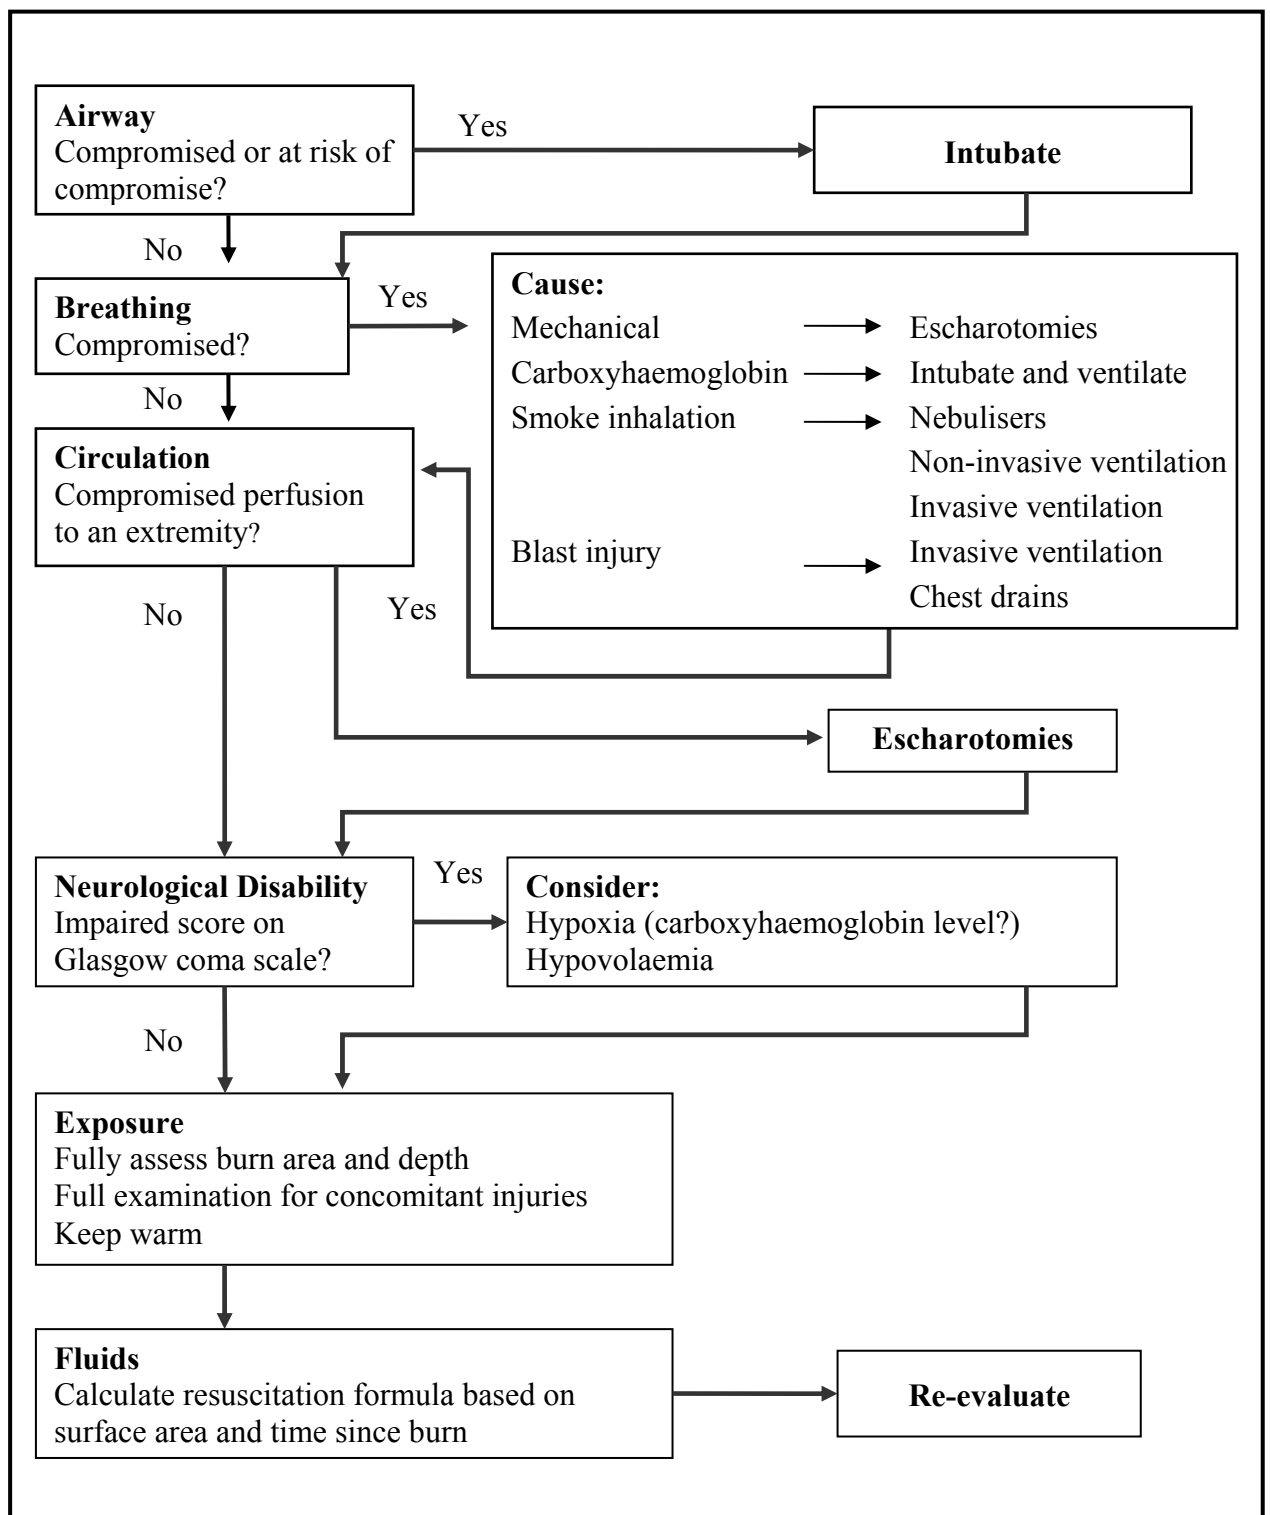 Airway
Compromised or at risk of
compromise?
Yes
Intubate
No
Breathing
Compromised?
Yes
Cause:
Mechanical Escharotomies
Carboxyhaemoglobin Intubate and ventilate
Smoke inhalation Nebulisers
Non-invasive ventilation
Invasive ventilation
Blast injury Invasive ventilation
Chest drains
No
Circulation
Compromised perfusion
to an extremity?
No
Yes
Escharotomies
Neurological Disability
Impaired score on
Glasgow coma scale?
Yes
Consider:
Hypoxia (carboxyhaemoglobin level?)
Hypovolaemia
No
Exposure
Fully assess burn area and depth
Full examination for concomitant injuries
Keep warm
Fluids
Calculate resuscitation formula based on
surface area and time since burn
Re-evaluate